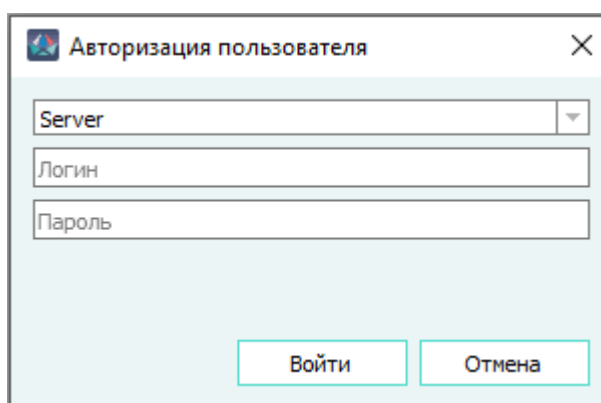 Авторизация пользователя
Server
Логин
Пароль
Войти
Отмена